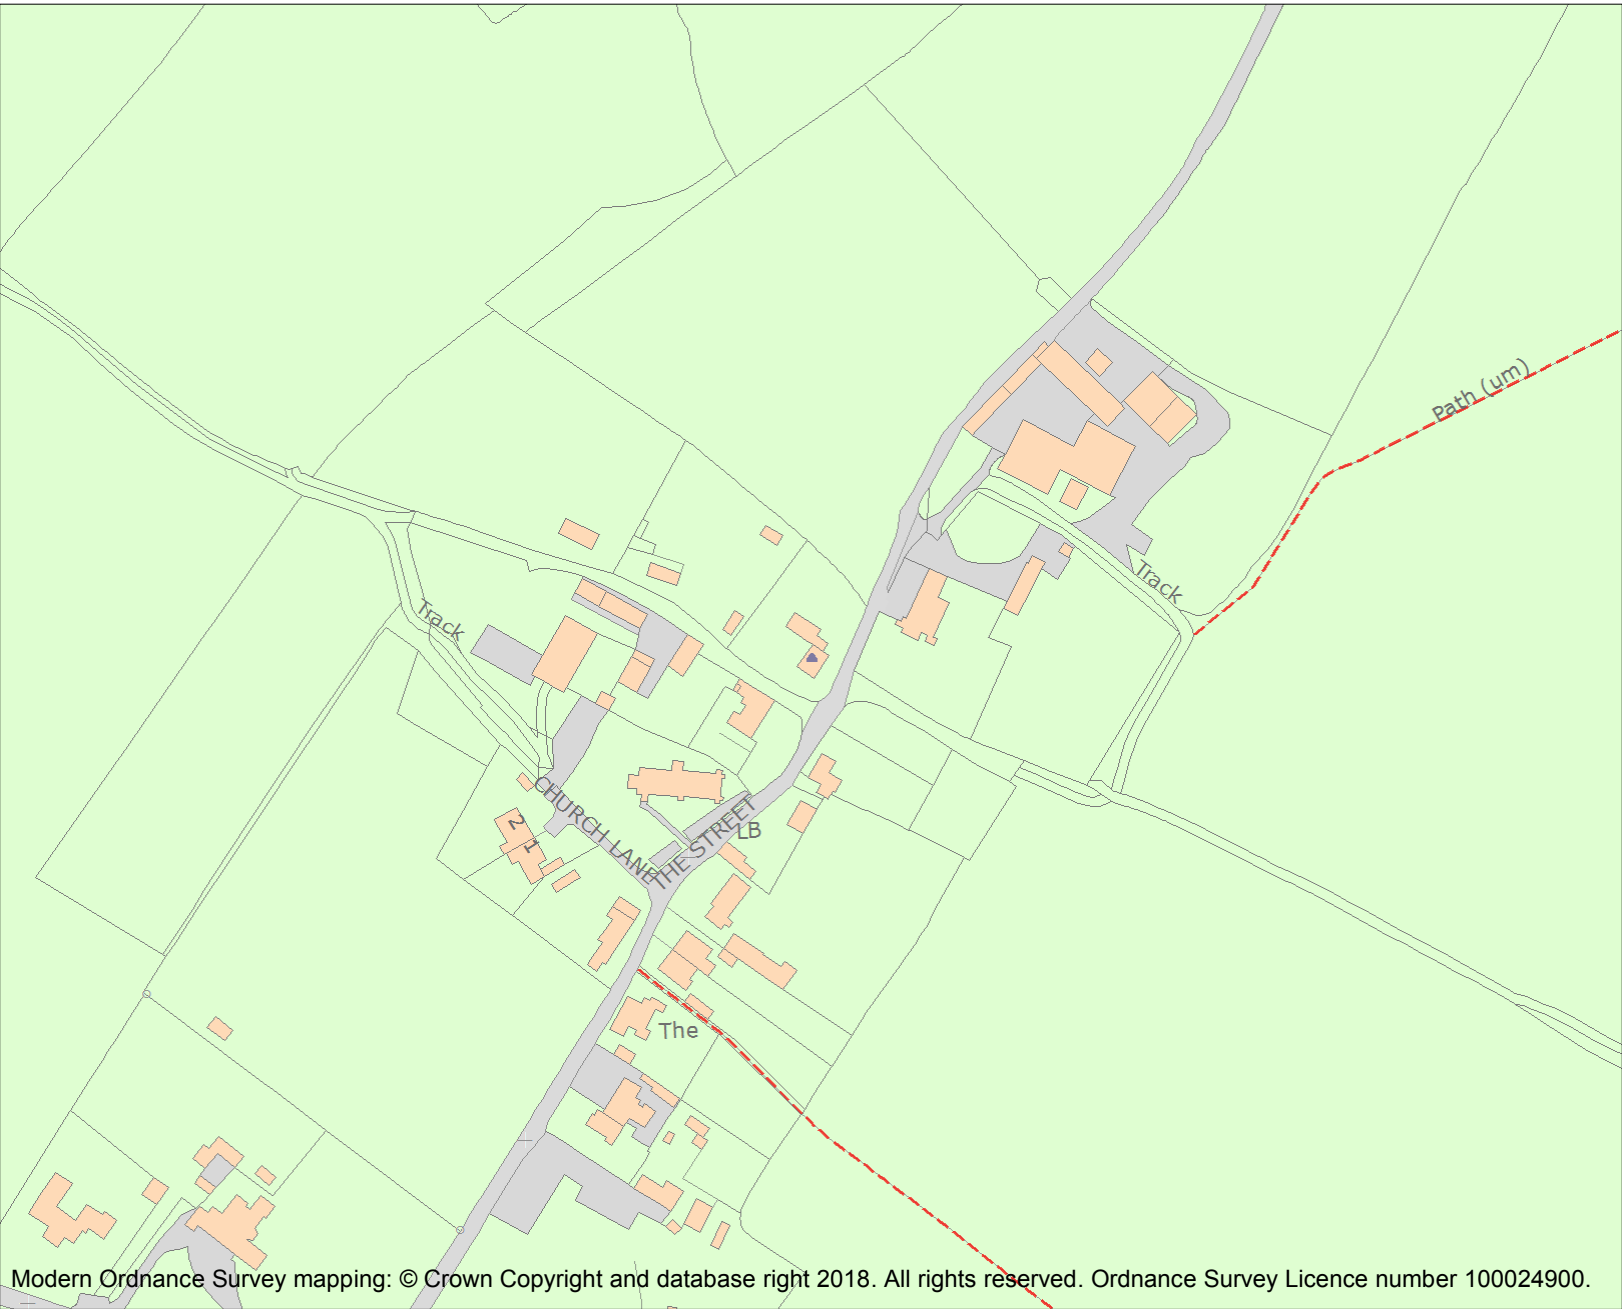 Path (um)
Track
Track
CHURCH LANE
THE STREET
LB
2
1
The
Modern Ordnance Survey mapping: © Crown Copyright and database right 2018. All rights reserved. Ordnance Survey Licence number 100024900.